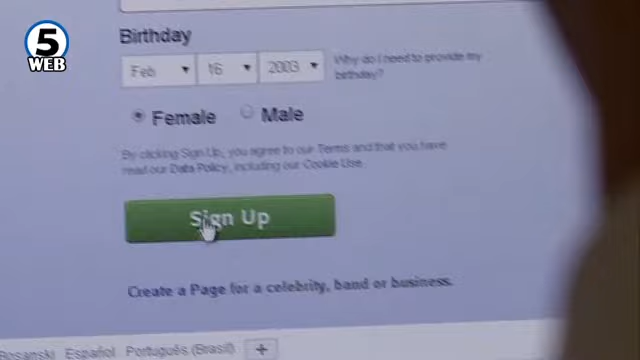 5
WEB
Birthday
Feb 16 2003 Why do I need to provide my
birthday?
Female Male
By clicking Sign Up, you agree to our Terms and that you have
read our Data Policy, including our Cookie Use.
Sign Up
Create a Page for a celebrity, band or business.
Bosanski Español Português (Brasil) +